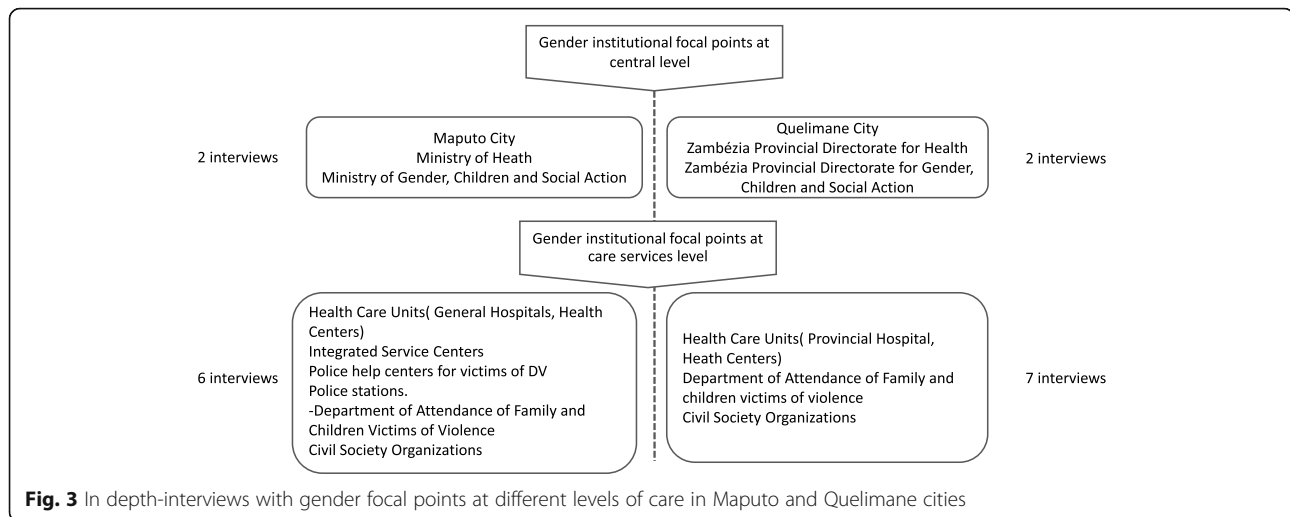 Gender institutional focal points at
central level
2 interviews
Maputo City
Ministry of Heath
Ministry of Gender, Children and Social Action
Quelimane City
Zambézia Provincial Directorate for Health
Zambézia Provincial Directorate for Gender,
Children and Social Action
2 interviews
Gender institutional focal points at
care services level
6 interviews
Health Care Units( General Hospitals, Health
Centers)
Integrated Service Centers
Police help centers for victims of DV
Police stations.
-Department of Attendance of Family and
Children Victims of Violence
Civil Society Organizations
Health Care Units( Provincial Hospital,
Heath Centers)
Department of Attendance of Family and
children victims of violence
Civil Society Organizations
7 interviews
Fig. 3 In depth-interviews with gender focal points at different levels of care in Maputo and Quelimane cities